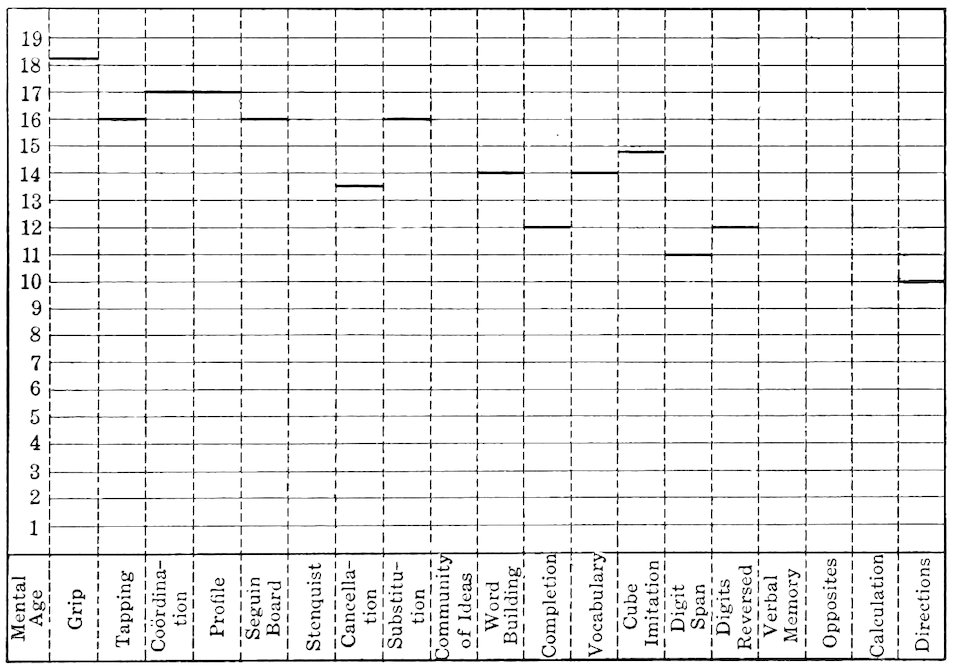 19
18
17
16
15
14
13
12
11
10
9
8
7
6
5
4
3
2
1
Mental
Age
Grip
Tapping
Coördina-
tion
Profile
Seguin
Board
Stenquist
Cancella-
tion
Substitu-
tion
Community
of Ideas
Word
Building
Completion
Vocabulary
Cube
Imitation
Digit
Span
Digits
Reversed
Verbal
Memory
Opposites
Calculation
Directions